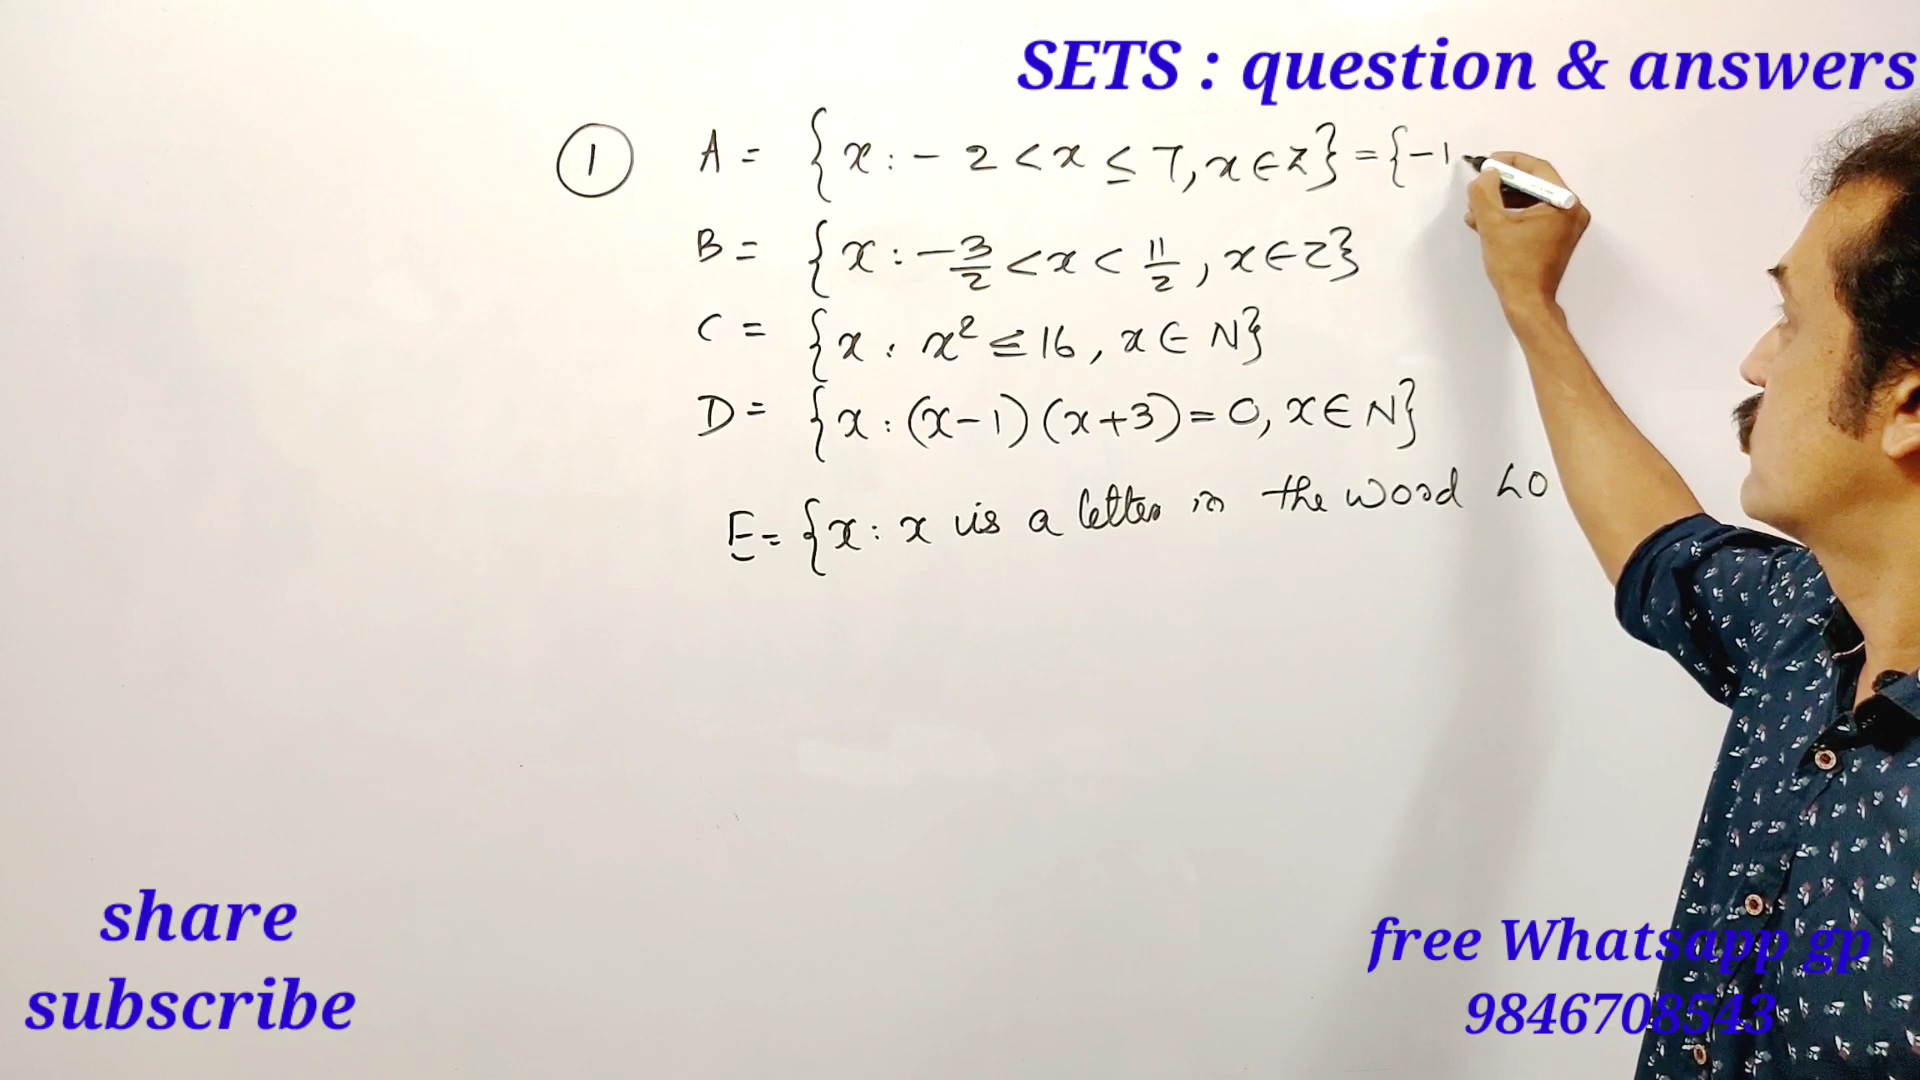 SETS : question & answers
① A = {x : -2 < x ≤ 7, x ∈ Z} = {-1
B = {x : -3/2 < x < 11/2, x ∈ Z}
C = {x : x² ≤ 16, x ∈ N}
D = {x : (x-1)(x+3) = 0, x ∈ N}
E = {x : x is a letter in the word LO
share
subscribe
free Whatsapp gp
9846708543